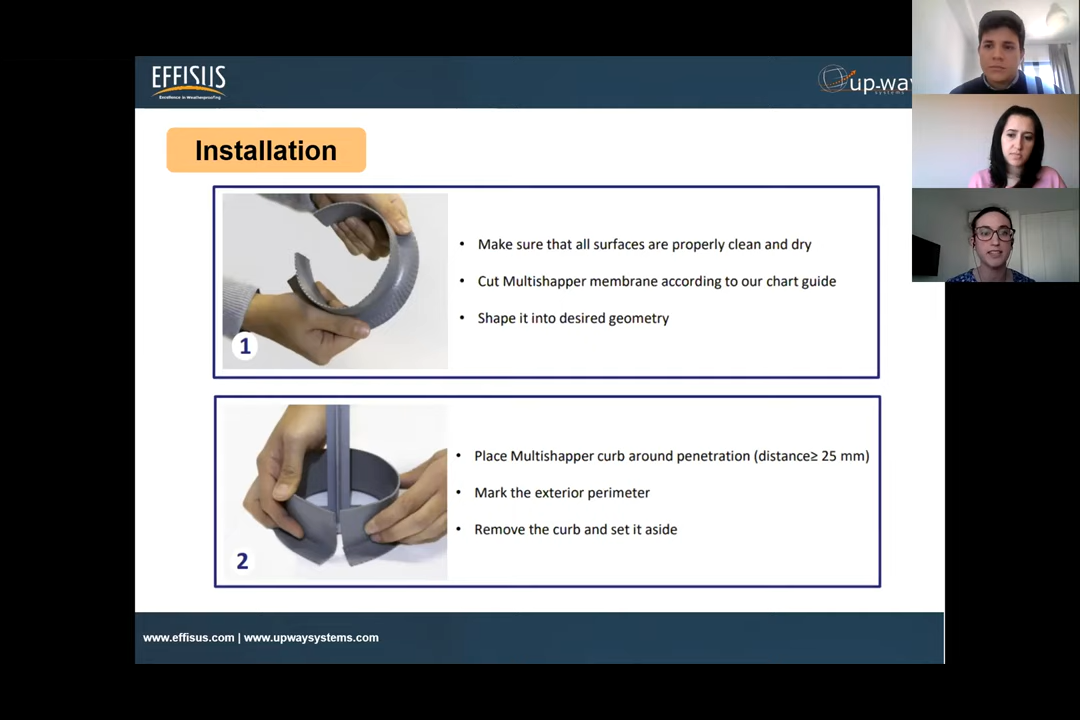 EFFISUS
Excellence in Weatherproofing
up-way
systems
Installation
• Make sure that all surfaces are properly clean and dry
• Cut Multishapper membrane according to our chart guide
• Shape it into desired geometry
1
• Place Multishapper curb around penetration (distance≥ 25 mm)
• Mark the exterior perimeter
• Remove the curb and set it aside
2
www.effisus.com | www.upwaysystems.com